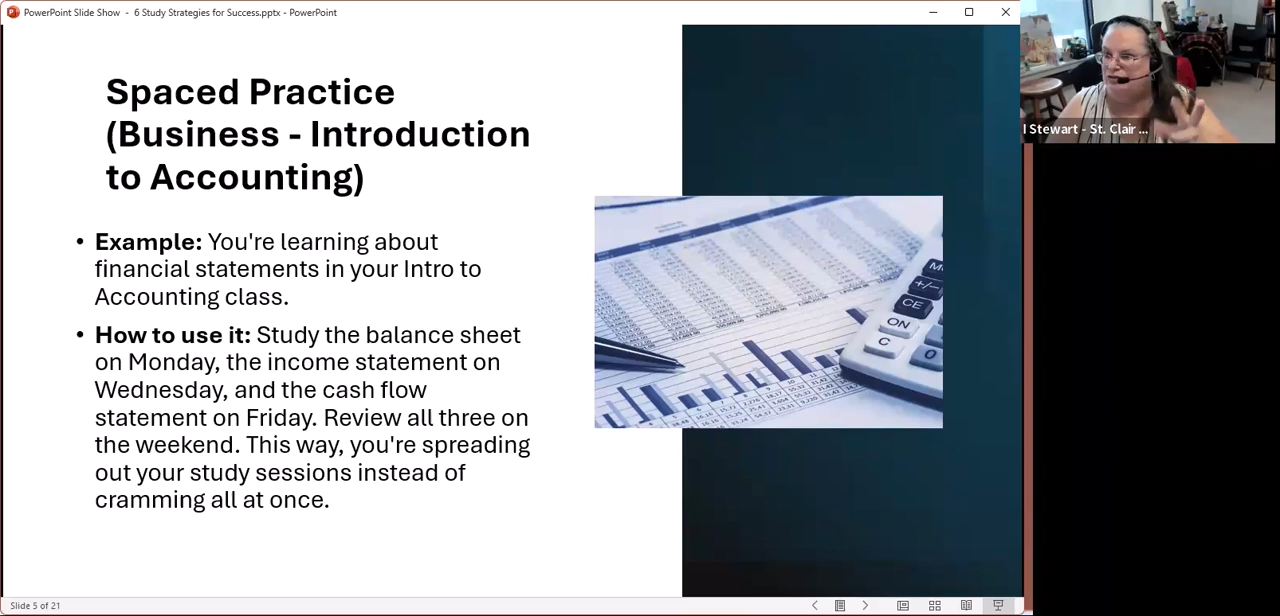 PowerPoint Slide Show - 6 Study Strategies for Success.pptx - PowerPoint
Spaced Practice
(Business - Introduction
to Accounting)
• Example: You're learning about
financial statements in your Intro to
Accounting class.
• How to use it: Study the balance sheet
on Monday, the income statement on
Wednesday, and the cash flow
statement on Friday. Review all three on
the weekend. This way, you're spreading
out your study sessions instead of
cramming all at once.
+/-
CE
ON
C
0
I Stewart - St. Clair ...
Slide 5 of 21